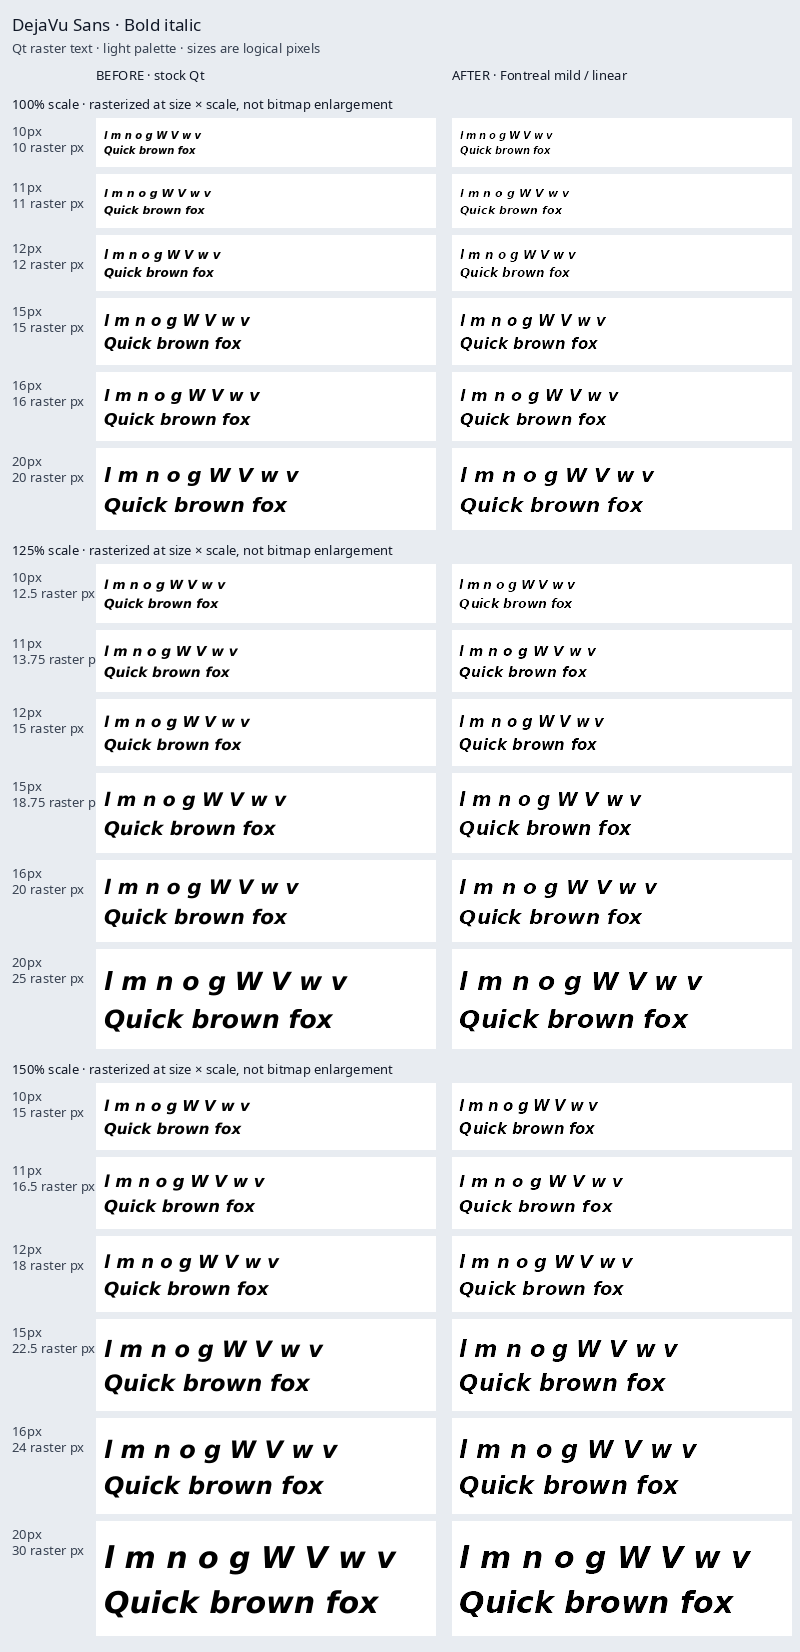 DejaVu Sans · Bold italic
Qt raster text · light palette · sizes are logical pixels
BEFORE · stock Qt
AFTER · Fontreal mild / linear
100% scale · rasterized at size × scale, not bitmap enlargement
10px
10 raster px
l m n o g W V w v
Quick brown fox
l m n o g W V w v
Quick brown fox
11px
11 raster px
l m n o g W V w v
Quick brown fox
l m n o g W V w v
Quick brown fox
12px
12 raster px
l m n o g W V w v
Quick brown fox
l m n o g W V w v
Quick brown fox
15px
15 raster px
l m n o g W V w v
Quick brown fox
l m n o g W V w v
Quick brown fox
16px
16 raster px
l m n o g W V w v
Quick brown fox
l m n o g W V w v
Quick brown fox
20px
20 raster px
l m n o g W V w v
Quick brown fox
l m n o g W V w v
Quick brown fox
125% scale · rasterized at size × scale, not bitmap enlargement
10px
12.5 raster px
l m n o g W V w v
Quick brown fox
l m n o g W V w v
Quick brown fox
11px
13.75 raster p
l m n o g W V w v
Quick brown fox
l m n o g W V w v
Quick brown fox
12px
15 raster px
l m n o g W V w v
Quick brown fox
l m n o g W V w v
Quick brown fox
15px
18.75 raster p
l m n o g W V w v
Quick brown fox
l m n o g W V w v
Quick brown fox
16px
20 raster px
l m n o g W V w v
Quick brown fox
l m n o g W V w v
Quick brown fox
20px
25 raster px
l m n o g W V w v
Quick brown fox
l m n o g W V w v
Quick brown fox
150% scale · rasterized at size × scale, not bitmap enlargement
10px
15 raster px
l m n o g W V w v
Quick brown fox
l m n o g W V w v
Quick brown fox
11px
16.5 raster px
l m n o g W V w v
Quick brown fox
l m n o g W V w v
Quick brown fox
12px
18 raster px
l m n o g W V w v
Quick brown fox
l m n o g W V w v
Quick brown fox
15px
22.5 raster px
l m n o g W V w v
Quick brown fox
l m n o g W V w v
Quick brown fox
16px
24 raster px
l m n o g W V w v
Quick brown fox
l m n o g W V w v
Quick brown fox
20px
30 raster px
l m n o g W V w v
Quick brown fox
l m n o g W V w v
Quick brown fox